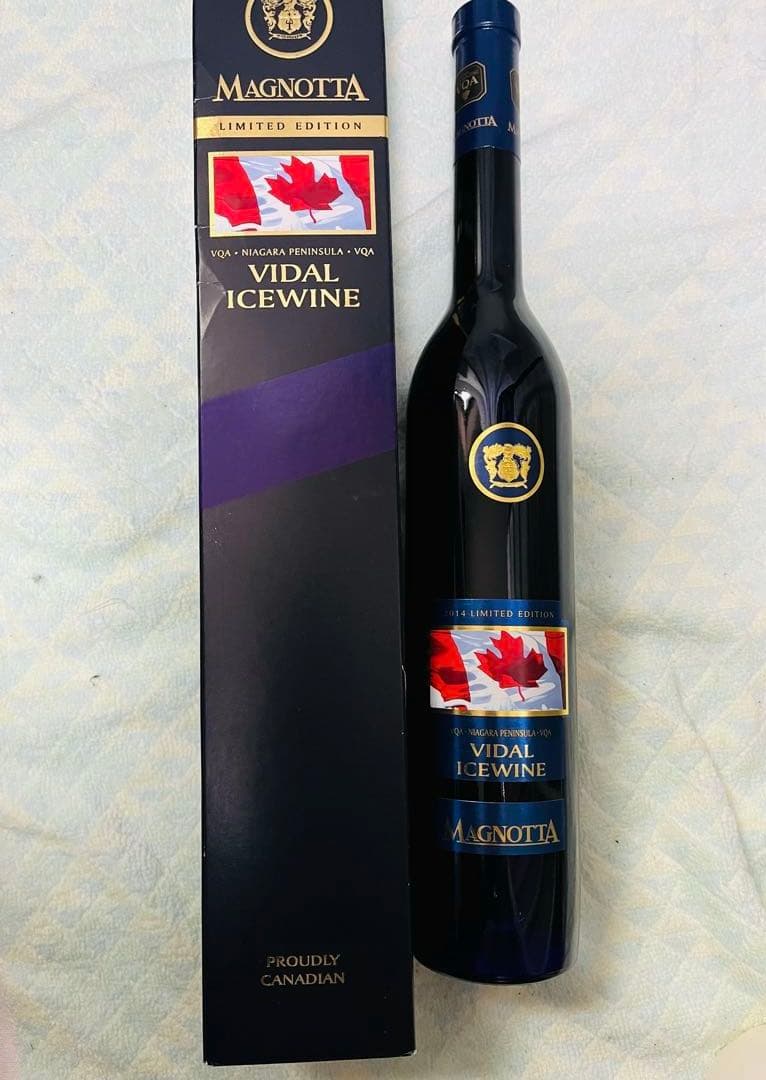 MAGNOTTA
LIMITED EDITION
VQA • NIAGARA PENINSULA • VQA
VIDAL
ICEWINE
PROUDLY
CANADIAN
VQA
2014 LIMITED EDITION
VQA • NIAGARA PENINSULA • VQA
VIDAL
ICEWINE
MAGNOTTA